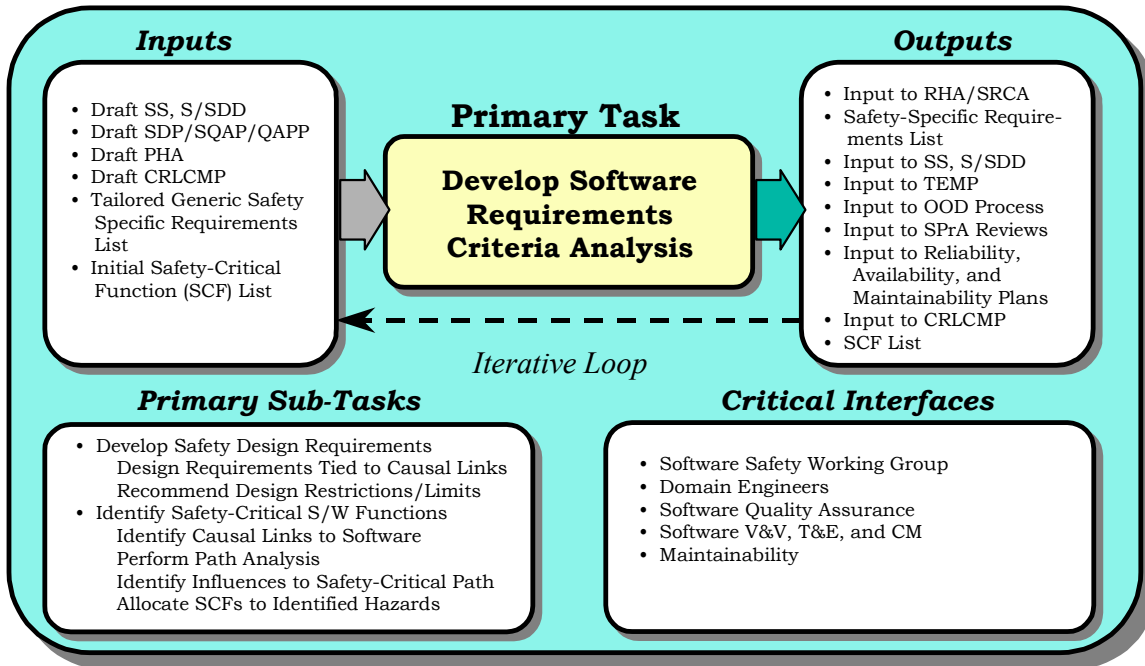 Inputs
• Draft SS, S/SDD
• Draft SDP/SQAP/QAPP
• Draft PHA
• Draft CRLCMP
• Tailored Generic Safety
Specific Requirements
List
• Initial Safety-Critical
Function (SCF) List
Primary Task
Develop Software
Requirements
Criteria Analysis
Outputs
• Input to RHA/SRCA
• Safety-Specific Require-
ments List
• Input to SS, S/SDD
• Input to TEMP
• Input to OOD Process
• Input to SPrA Reviews
• Input to Reliability,
Availability, and
Maintainability Plans
• Input to CRLCMP
• SCF List
Iterative Loop
Primary Sub-Tasks
• Develop Safety Design Requirements
Design Requirements Tied to Causal Links
Recommend Design Restrictions/Limits
• Identify Safety-Critical S/W Functions
Identify Causal Links to Software
Perform Path Analysis
Identify Influences to Safety-Critical Path
Allocate SCFs to Identified Hazards
Critical Interfaces
• Software Safety Working Group
• Domain Engineers
• Software Quality Assurance
• Software V&V, T&E, and CM
• Maintainability